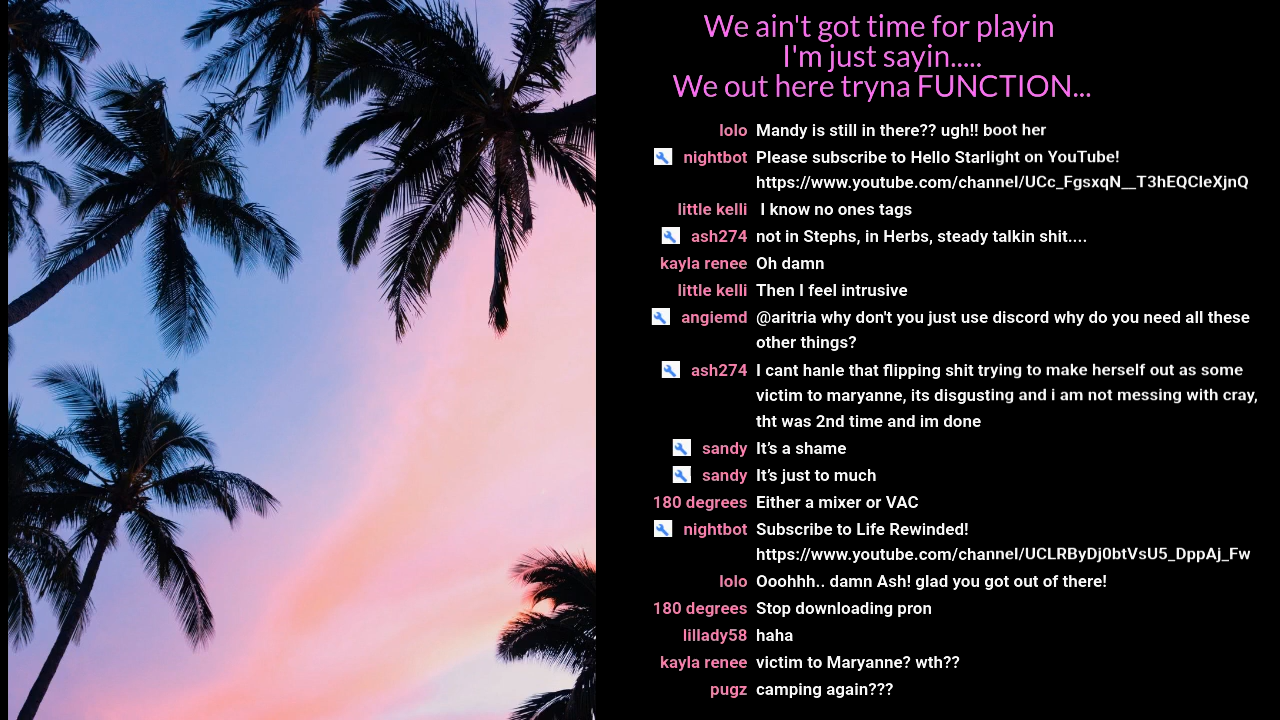 We ain't got time for playin
I'm just sayin.....
We out here tryna FUNCTION...
lolo Mandy is still in there?? ugh!! boot her
nightbot Please subscribe to Hello Starlight on YouTube!
https://www.youtube.com/channel/UCc_FgsxqN__T3hEQCIeXjnQ
little kelli I know no ones tags
ash274 not in Stephs, in Herbs, steady talkin shit....
kayla renee Oh damn
little kelli Then I feel intrusive
angiemd @aritria why don't you just use discord why do you need all these
other things?
ash274 I cant hanle that flipping shit trying to make herself out as some
victim to maryanne, its disgusting and i am not messing with cray,
tht was 2nd time and im done
sandy It’s a shame
sandy It’s just to much
180 degrees Either a mixer or VAC
nightbot Subscribe to Life Rewinded!
https://www.youtube.com/channel/UCLRByDj0btVsU5_DppAj_Fw
lolo Ooohhh.. damn Ash! glad you got out of there!
180 degrees Stop downloading pron
lillady58 haha
kayla renee victim to Maryanne? wth??
pugz camping again???